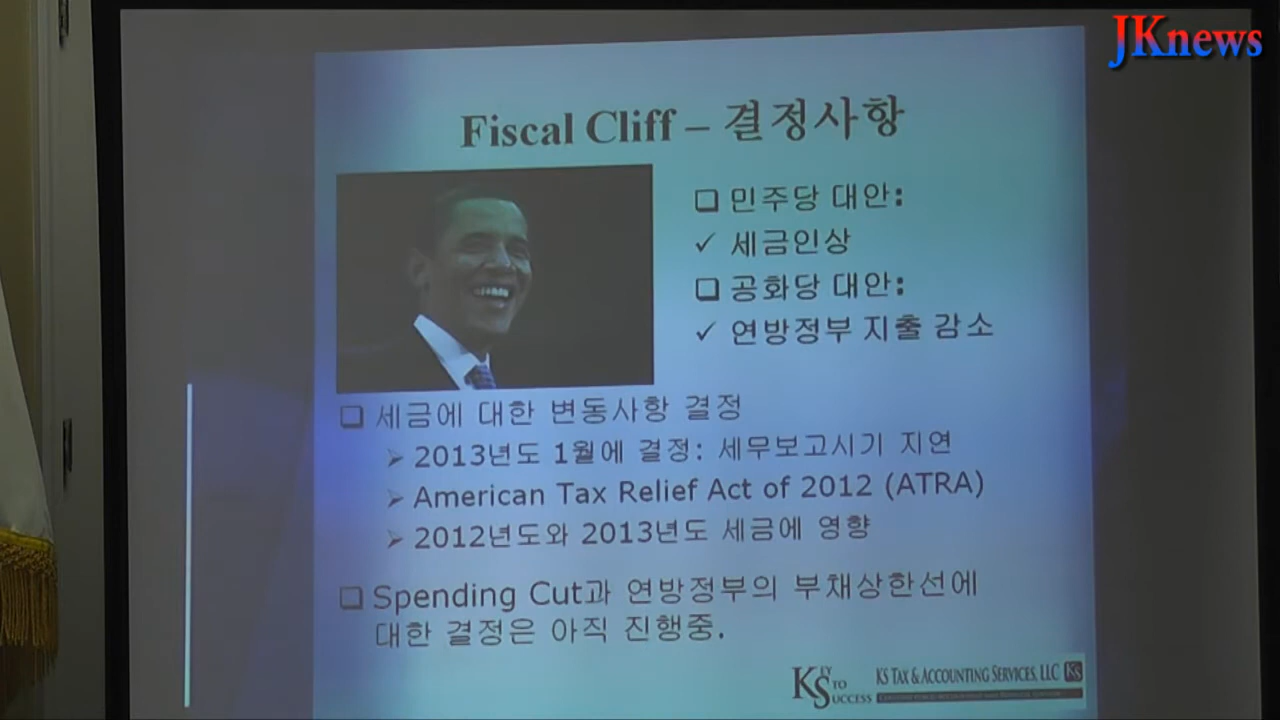 JKnews
Fiscal Cliff – 결정사항
❑ 민주당 대안:
✓ 세금인상
❑ 공화당 대안:
✓ 연방정부 지출 감소
❑ 세금에 대한 변동사항 결정
➢ 2013년도 1월에 결정: 세무보고시기 지연
➢ American Tax Relief Act of 2012 (ATRA)
➢ 2012년도와 2013년도 세금에 영향
❑ Spending Cut과 연방정부의 부채상한선에
대한 결정은 아직 진행중.
KEY TO SUCCESS
KS TAX & ACCOUNTING SERVICES, LLC KS